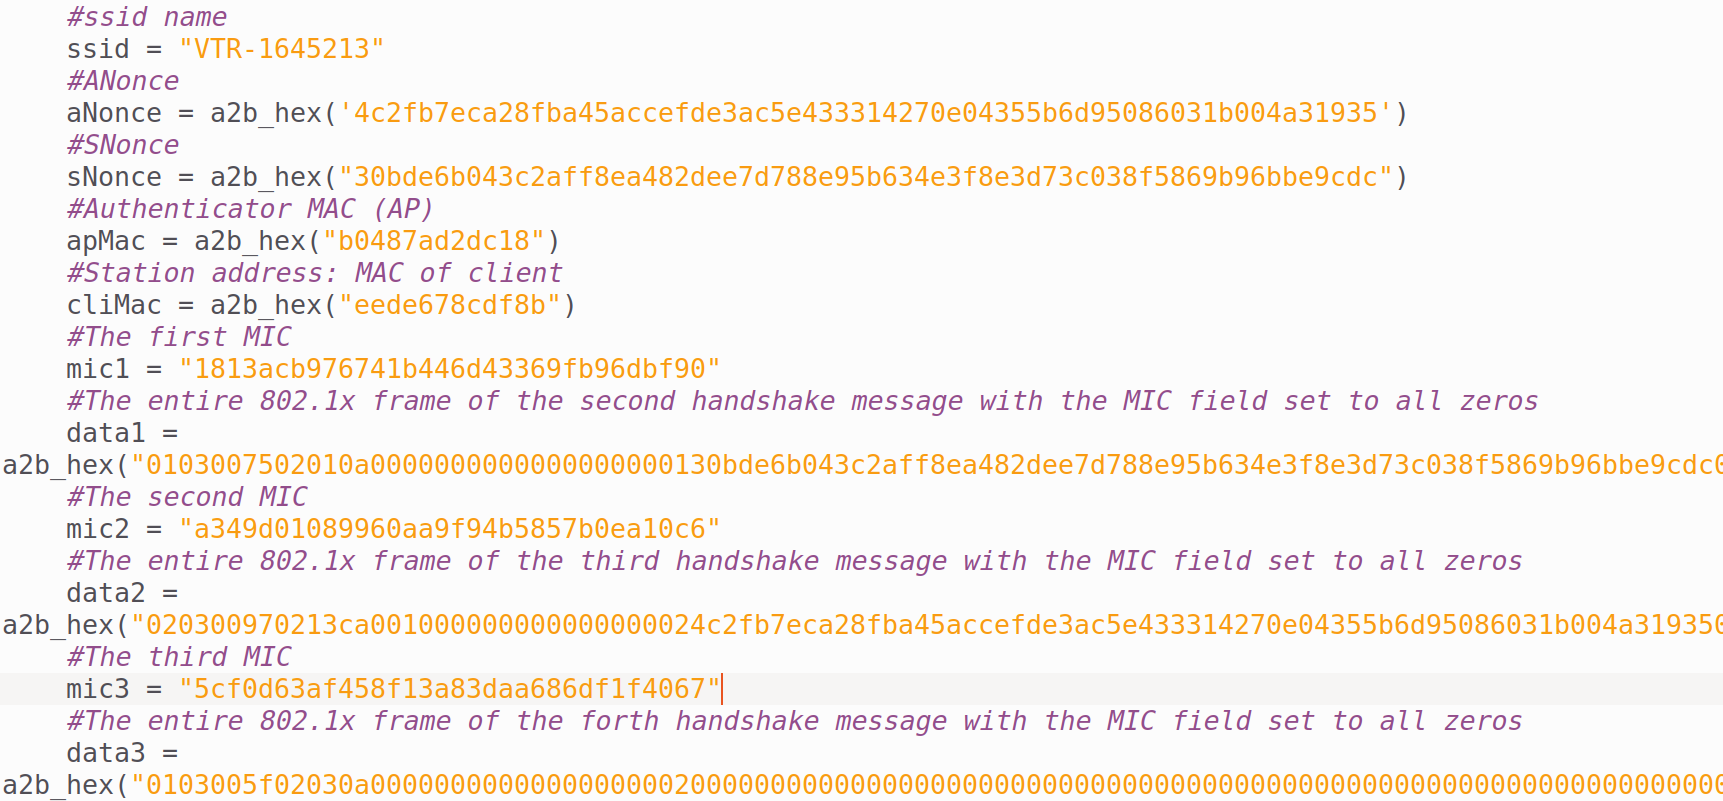 #ssid name
ssid = "VTR-1645213"
#ANonce
aNonce = a2b_hex('4c2fb7eca28fba45accefde3ac5e433314270e04355b6d95086031b004a31935')
#SNonce
sNonce = a2b_hex("30bde6b043c2aff8ea482dee7d788e95b634e3f8e3d73c038f5869b96bbe9cdc")
#Authenticator MAC (AP)
apMac = a2b_hex("b0487ad2dc18")
#Station address: MAC of client
cliMac = a2b_hex("eede678cdf8b")
#The first MIC
mic1 = "1813acb976741b446d43369fb96dbf90"
#The entire 802.1x frame of the second handshake message with the MIC field set to all zeros
data1 =
a2b_hex("0103007502010a0000000000000000000130bde6b043c2aff8ea482dee7d788e95b634e3f8e3d73c038f5869b96bbe9cdc0
#The second MIC
mic2 = "a349d01089960aa9f94b5857b0ea10c6"
#The entire 802.1x frame of the third handshake message with the MIC field set to all zeros
data2 =
a2b_hex("020300970213ca00100000000000000000024c2fb7eca28fba45accefde3ac5e433314270e04355b6d95086031b004a319350
#The third MIC
mic3 = "5cf0d63af458f13a83daa686df1f4067"
#The entire 802.1x frame of the forth handshake message with the MIC field set to all zeros
data3 =
a2b_hex("0103005f02030a000000000000000000020000000000000000000000000000000000000000000000000000000000000000